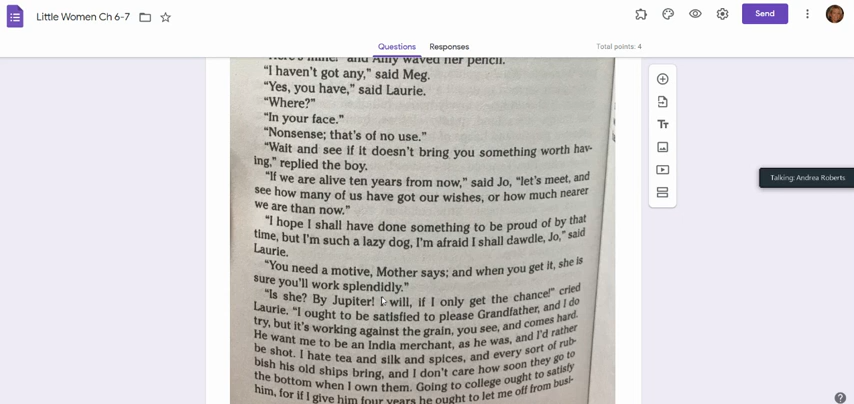 Little Women Ch 6-7
Send
Questions Responses
Total points: 4
"Here's mine!" and Amy waved her pencil.
"I haven't got any," said Meg.
"Yes, you have," said Laurie.
"Where?"
"In your face."
"Nonsense; that's of no use."
"Wait and see if it doesn't bring you something worth hav-
ing," replied the boy.
"If we are alive ten years from now," said Jo, "let's meet, and
see how many of us have got our wishes, or how much nearer
we are than now."
"I hope I shall have done something to be proud of by that
time, but I'm such a lazy dog, I'm afraid I shall dawdle, Jo," said
Laurie.
"You need a motive, Mother says; and when you get it, she is
sure you'll work splendidly."
"Is she? By Jupiter! I will, if I only get the chance!" cried
Laurie. "I ought to be satisfied to please Grandfather, and I do
try, but it's working against the grain, you see, and comes hard.
He want me to be an India merchant, as he was, and I'd rather
be shot. I hate tea and silk and spices, and every sort of rub-
bish his old ships bring, and I don't care how soon they go to
the bottom when I own them. Going to college ought to satisfy
him, for if I give him four years he ought to let me off from busi-
Talking: Andrea Roberts